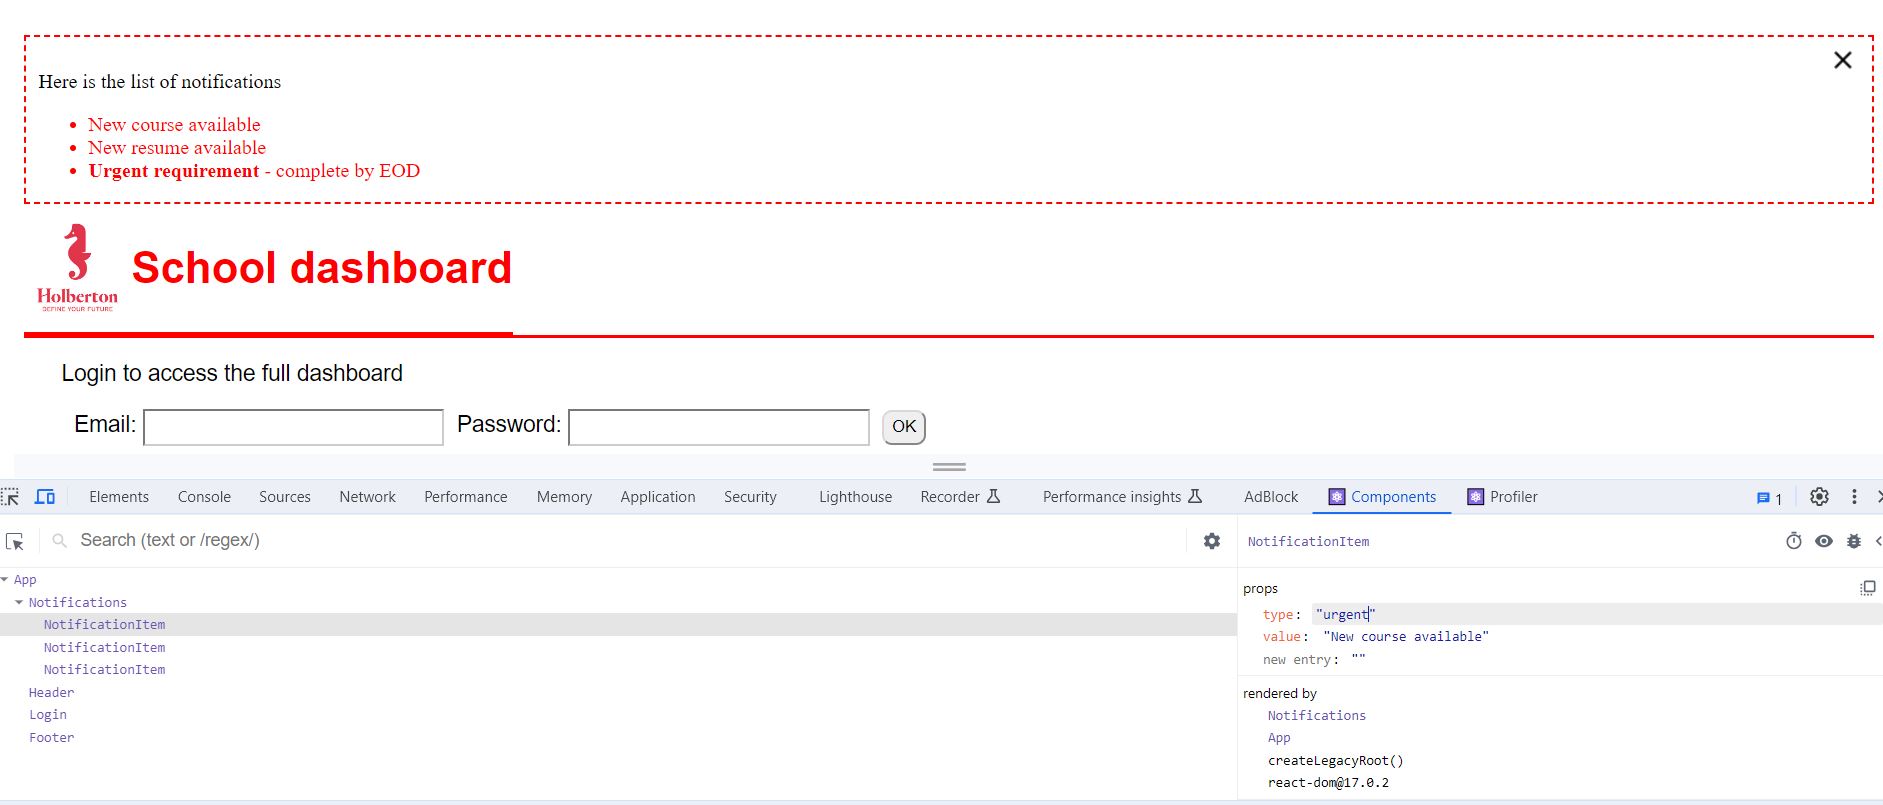 Here is the list of notifications
New course available
New resume available
Urgent requirement - complete by EOD
Holberton
DEFINE YOUR FUTURE
School dashboard
Login to access the full dashboard
Email: Password: OK
Elements Console Sources Network Performance Memory Application Security Lighthouse Recorder Performance insights AdBlock Components Profiler 1
Search (text or /regex/)
NotificationItem
App
Notifications
NotificationItem
NotificationItem
NotificationItem
Header
Login
Footer
props
type: "urgent"
value: "New course available"
new entry: ""
rendered by
Notifications
App
createLegacyRoot()
react-dom@17.0.2